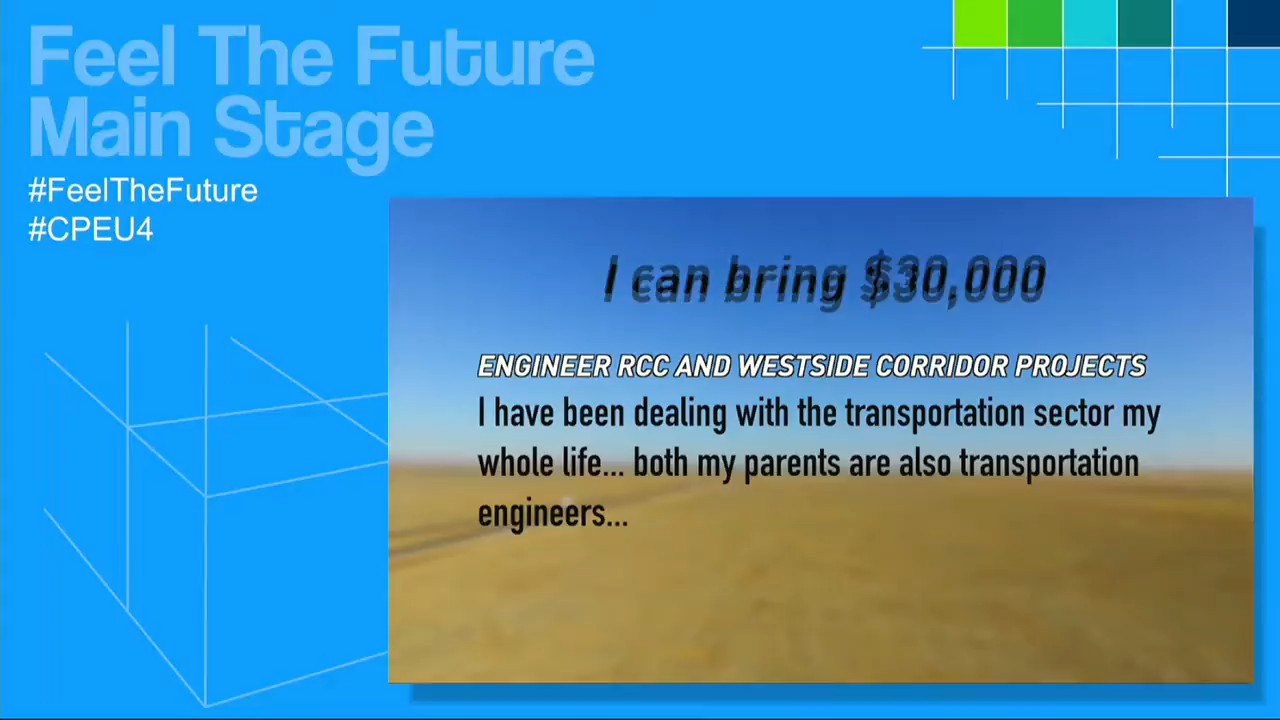 Feel The Future
Main Stage
#FeelTheFuture
#CPEU4
I can bring $30,000
ENGINEER RCC AND WESTSIDE CORRIDOR PROJECTS
I have been dealing with the transportation sector my
whole life... both my parents are also transportation
engineers...